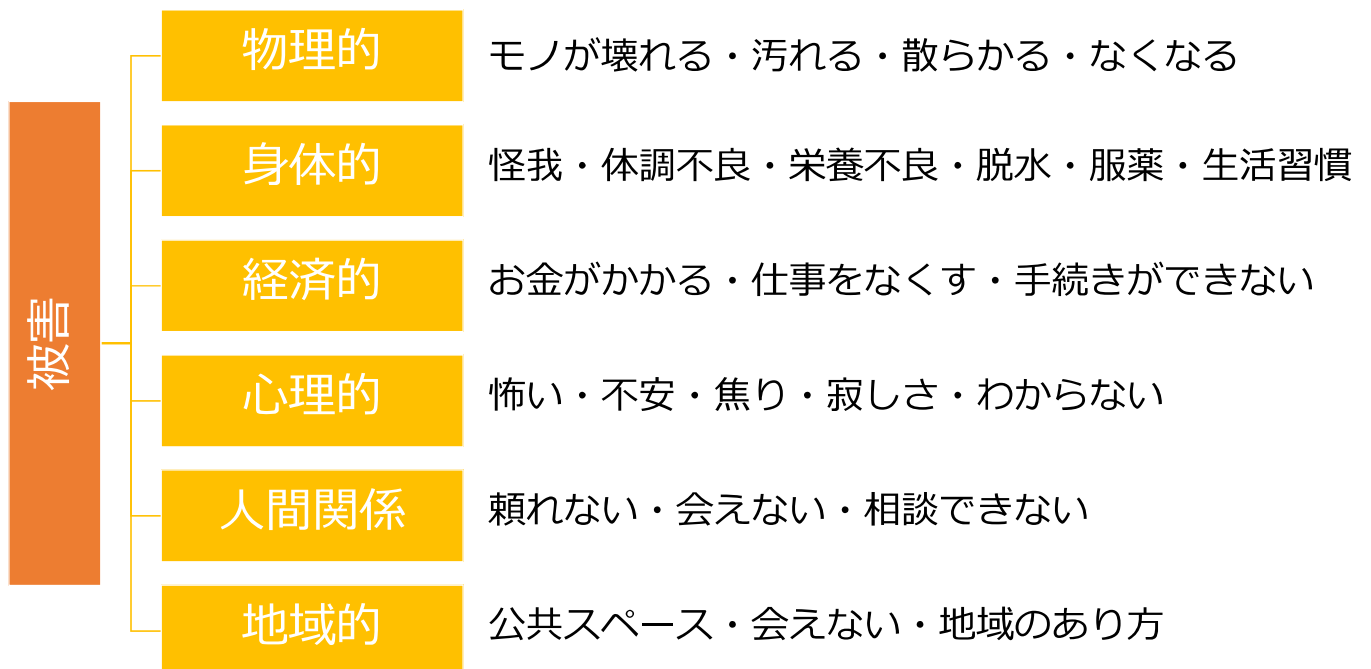 被害
物理的
モノが壊れる・汚れる・散らかる・なくなる
身体的
怪我・体調不良・栄養不良・脱水・服薬・生活習慣
経済的
お金がかかる・仕事をなくす・手続きができない
心理的
怖い・不安・焦り・寂しさ・わからない
人間関係
頼れない・会えない・相談できない
地域的
公共スペース・会えない・地域のあり方